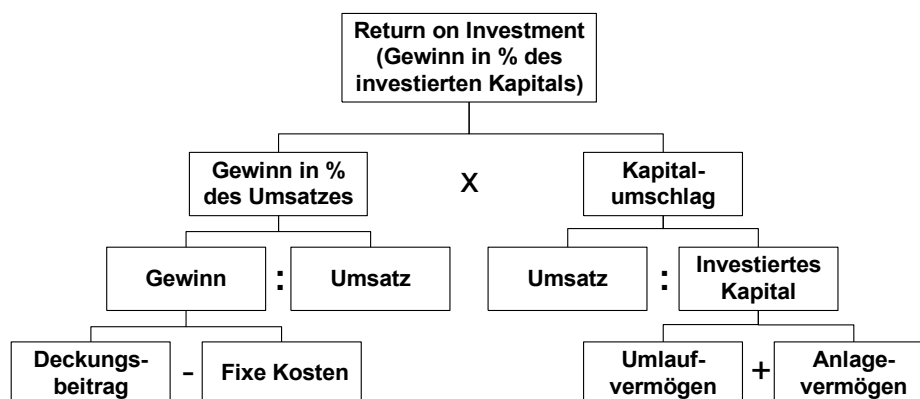 Return on Investment
(Gewinn in % des
investierten Kapitals)
Gewinn in %
des Umsatzes
x
Kapital-
umschlag
Gewinn
:
Umsatz
Umsatz
:
Investiertes
Kapital
Deckungs-
beitrag
-
Fixe Kosten
Umlauf-
vermögen
+
Anlage-
vermögen